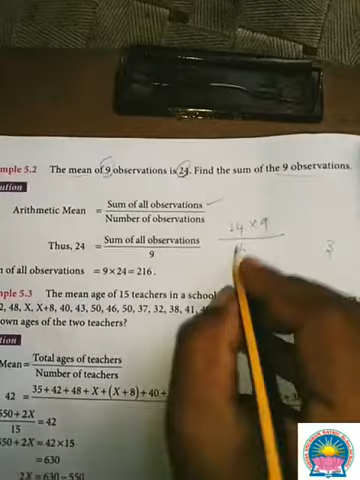 mple 5.2 The mean of 9 observations is 24. Find the sum of the 9 observations.
ution
Arithmetic Mean = Sum of all observations
Number of observations
24 × 9
Thus, 24 = Sum of all observations
9
3
n of all observations = 9 × 24 = 216.
mple 5.3 The mean age of 15 teachers in a school
2, 48, X, X+8, 40, 43, 50, 46, 50, 37, 32, 38, 41,
own ages of the two teachers?
tion
Mean = Total ages of teachers
Number of teachers
42 = 35 + 42 + 48 + X + (X + 8) + 40 +
550 + 2X
15
= 42
550 + 2X = 42 × 15
= 630
2X = 630 – 550